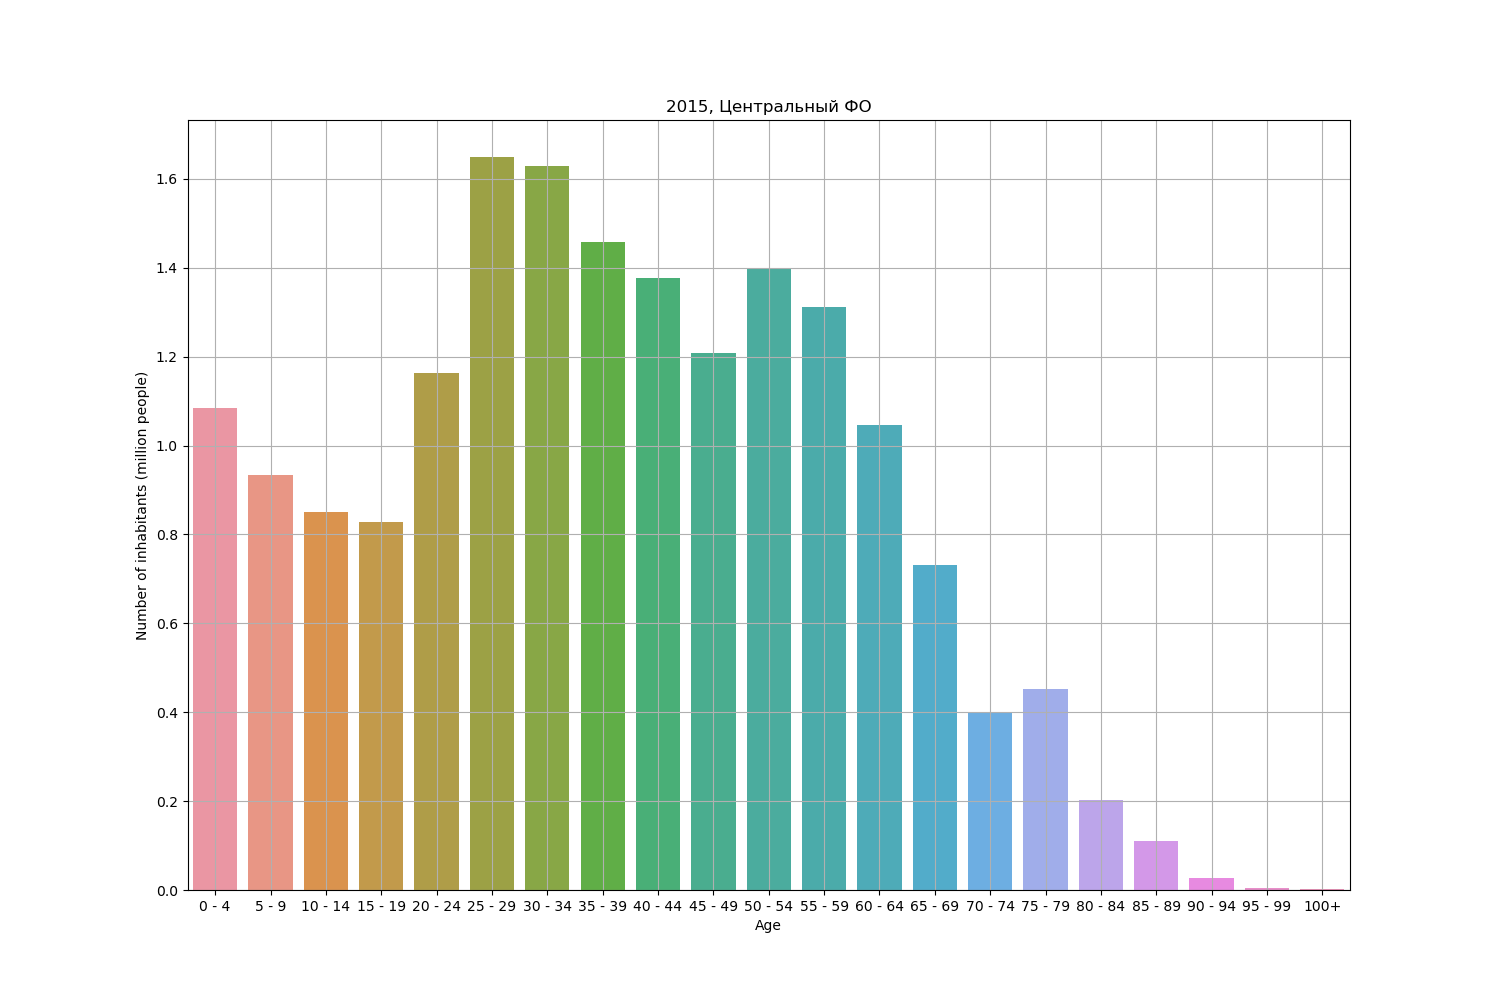 2015, Центральный ФО
Number of inhabitants (million people)
1.6
1.4
1.2
1.0
0.8
0.6
0.4
0.2
0.0
0 - 4 5 - 9 10 - 14 15 - 19 20 - 24 25 - 29 30 - 34 35 - 39 40 - 44 45 - 49 50 - 54 55 - 59 60 - 64 65 - 69 70 - 74 75 - 79 80 - 84 85 - 89 90 - 94 95 - 99 100+
Age